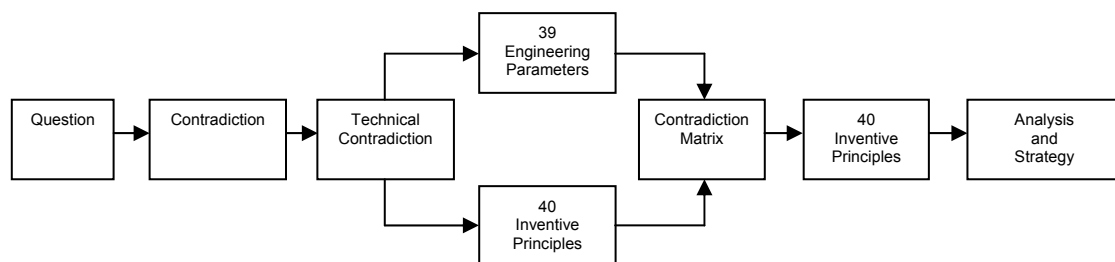 Question
Contradiction
Technical
Contradiction
39
Engineering
Parameters
40
Inventive
Principles
Contradiction
Matrix
40
Inventive
Principles
Analysis
and
Strategy